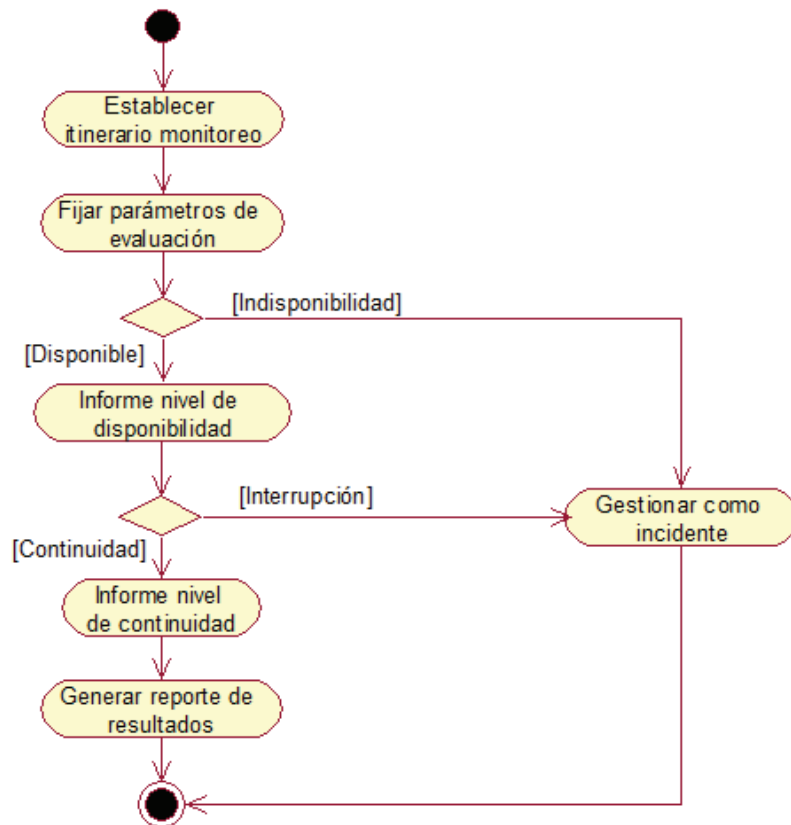 Establecer
itinerario monitoreo
Fijar parámetros de
evaluación
[Indisponibilidad]
[Disponible]
Informe nivel de
disponibilidad
[Interrupción]
Gestionar como
incidente
[Continuidad]
Informe nivel
de continuidad
Generar reporte de
resultados